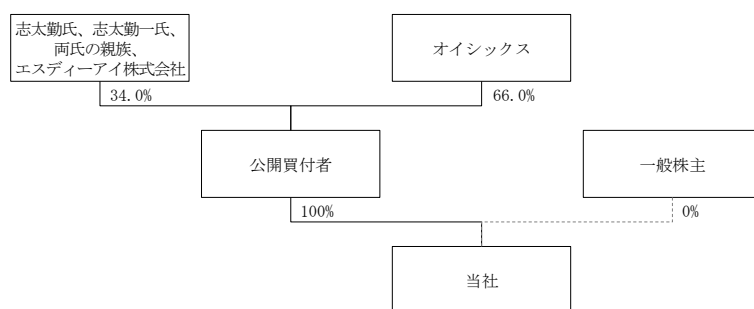 志太勤氏、志太勤一氏、
両氏の親族、
エスディーアイ株式会社
オイシックス
34.0%
66.0%
公開買付者
一般株主
100%
0%
当社